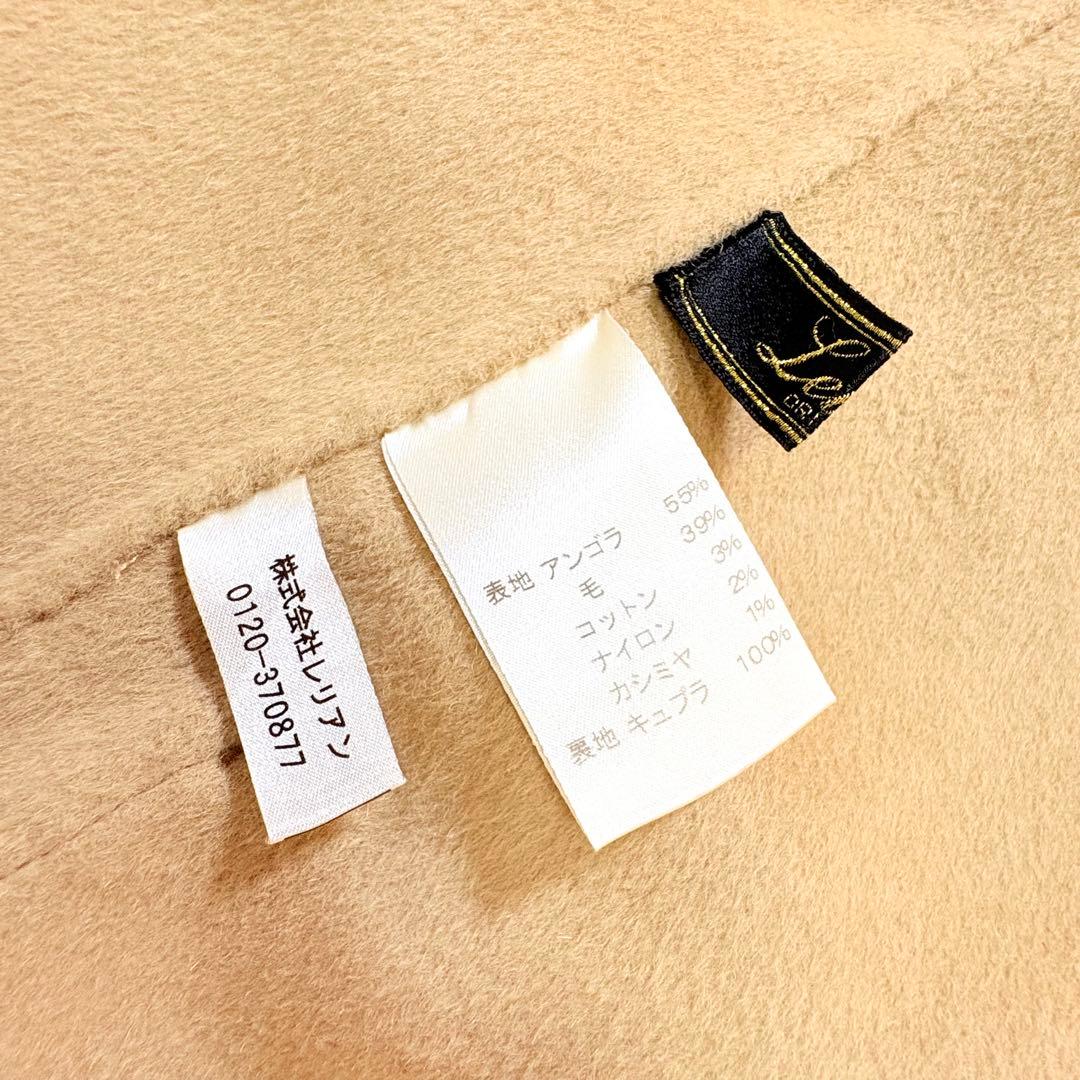 株式会社レリアン
0120-370877
表地 アンゴラ 55%
毛 39%
コットン 3%
ナイロン 2%
カシミヤ 1%
裏地 キュプラ 100%